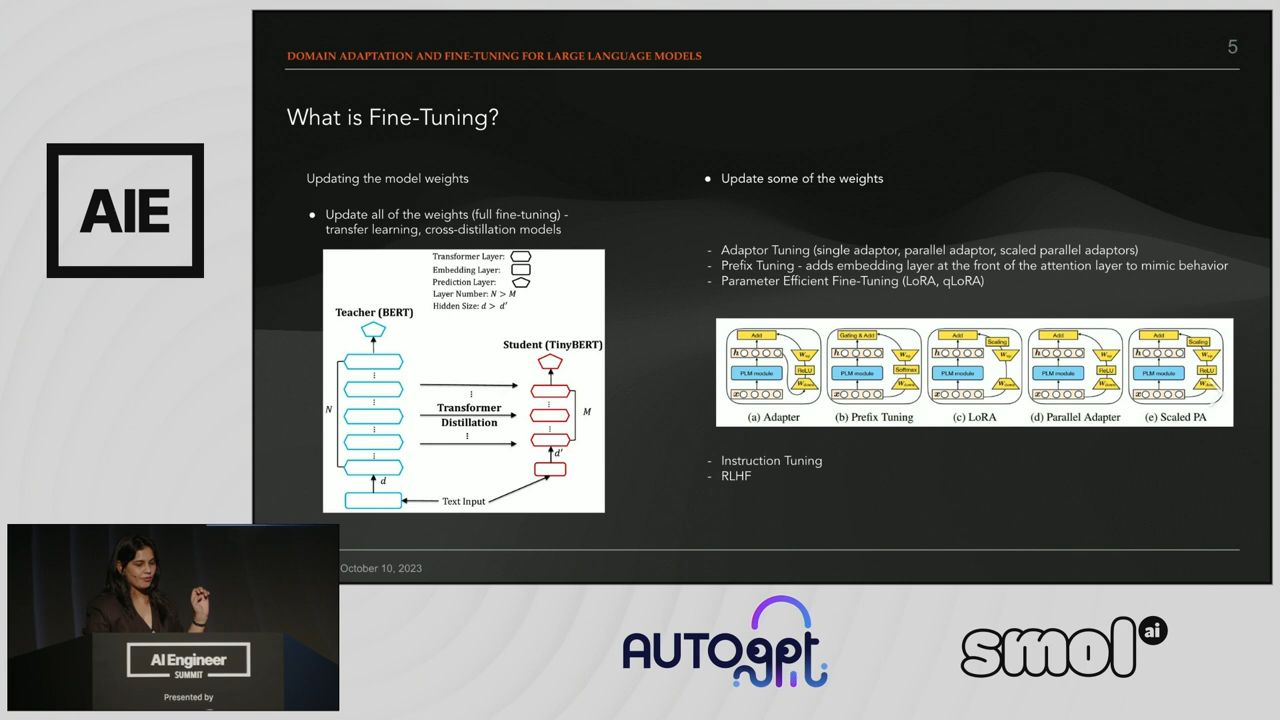 5
DOMAIN ADAPTATION AND FINE-TUNING FOR LARGE LANGUAGE MODELS
What is Fine-Tuning?
Updating the model weights
● Update all of the weights (full fine-tuning) -
transfer learning, cross-distillation models
Transformer Layer:
Embedding Layer:
Prediction Layer:
Layer Number: N > M
Hidden Size: d > d'
Teacher (BERT)
Student (TinyBERT)
N
Transformer
Distillation
M
d
d'
Text Input
● Update some of the weights
- Adaptor Tuning (single adaptor, parallel adaptor, scaled parallel adaptors)
- Prefix Tuning - adds embedding layer at the front of the attention layer to mimic behavior
- Parameter Efficient Fine-Tuning (LoRA, qLoRA)
Add
h
PLM module
ReLU
x
(a) Adapter
Gating & Add
h
PLM module
Softmax
x
(b) Prefix Tuning
Add
Scaling
h
PLM module
x
(c) LoRA
Add
h
PLM module
ReLU
x
(d) Parallel Adapter
Add
Scaling
h
PLM module
ReLU
x
(e) Scaled PA
- Instruction Tuning
- RLHF
October 10, 2023
AIE
AI Engineer
SUMMIT
Presented by
AUTOgpt
smol ai